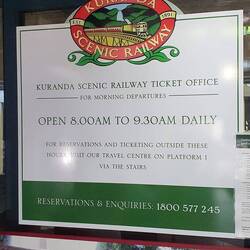 KURANDA
EST 1891
SCENIC RAILWAY
KURANDA SCENIC RAILWAY TICKET OFFICE
FOR MORNING DEPARTURES
OPEN 8.00AM TO 9.30AM DAILY
FOR RESERVATIONS AND TICKETING OUTSIDE THESE
HOURS VISIT OUR TRAVEL CENTRE ON PLATFORM 1
VIA THE STAIRS
RESERVATIONS & ENQUIRIES: 1800 577 245